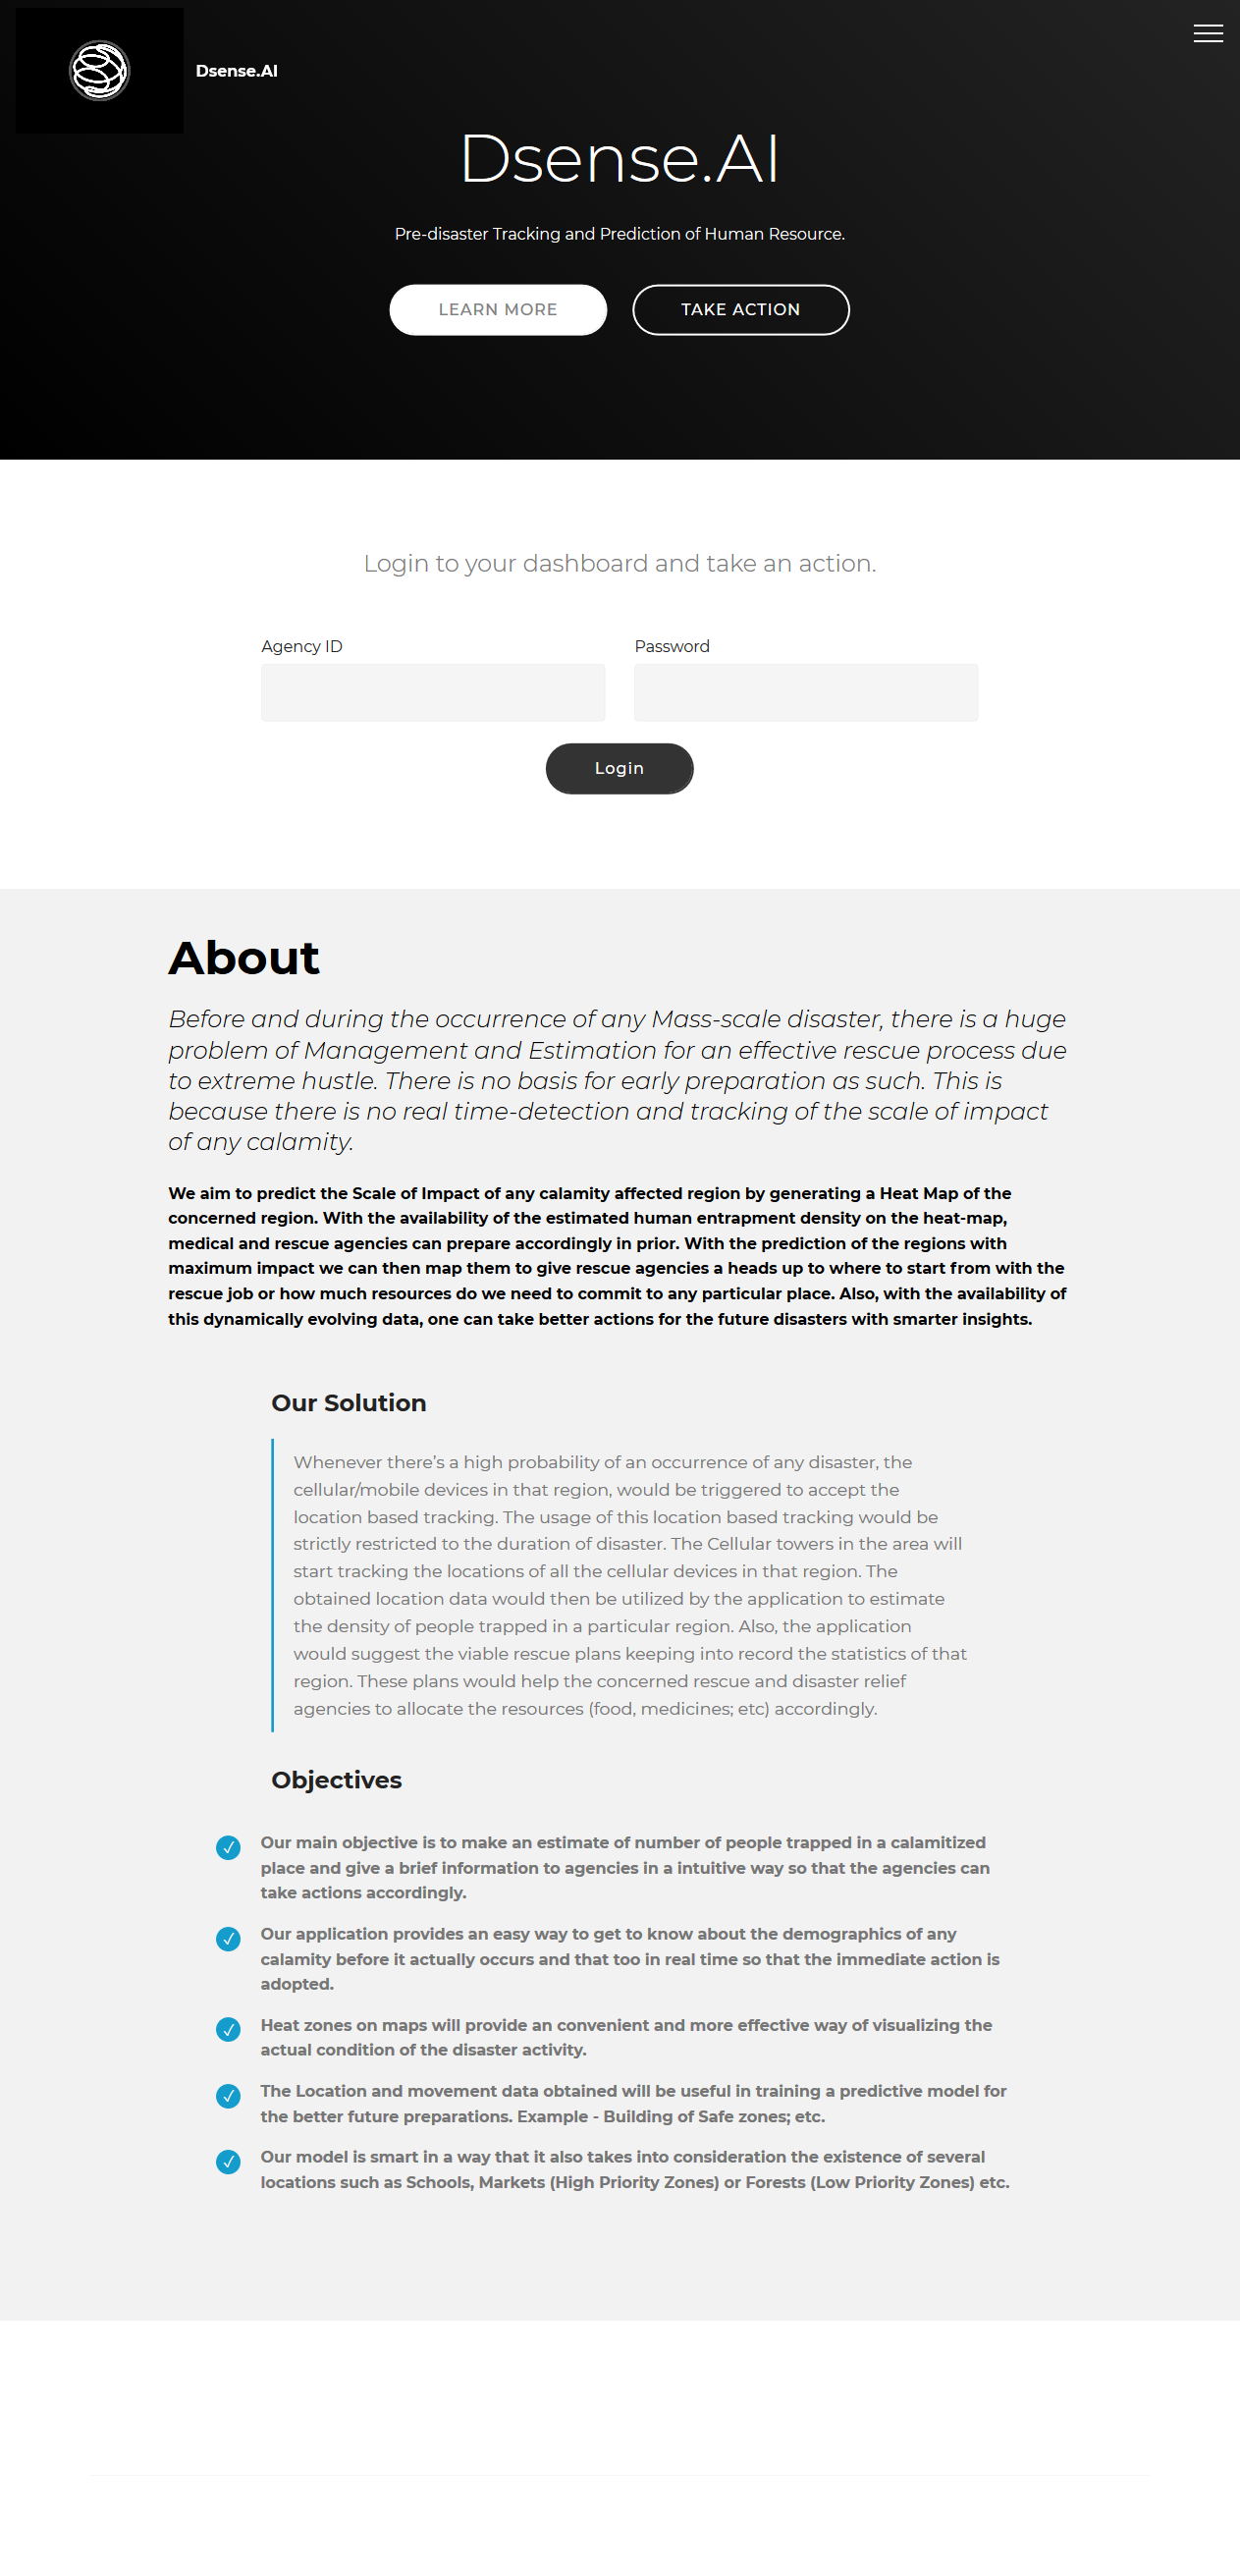 Dsense.AI
Dsense.AI
Pre-disaster Tracking and Prediction of Human Resource.
LEARN MORE
TAKE ACTION
Login to your dashboard and take an action.
Agency ID
Password
Login
About
Before and during the occurrence of any Mass-scale disaster, there is a huge
problem of Management and Estimation for an effective rescue process due
to extreme hustle. There is no basis for early preparation as such. This is
because there is no real time-detection and tracking of the scale of impact
of any calamity.
We aim to predict the Scale of Impact of any calamity affected region by generating a Heat Map of the
concerned region. With the availability of the estimated human entrapment density on the heat-map,
medical and rescue agencies can prepare accordingly in prior. With the prediction of the regions with
maximum impact we can then map them to give rescue agencies a heads up to where to start from with the
rescue job or how much resources do we need to commit to any particular place. Also, with the availability of
this dynamically evolving data, one can take better actions for the future disasters with smarter insights.
Our Solution
Whenever there’s a high probability of an occurrence of any disaster, the
cellular/mobile devices in that region, would be triggered to accept the
location based tracking. The usage of this location based tracking would be
strictly restricted to the duration of disaster. The Cellular towers in the area will
start tracking the locations of all the cellular devices in that region. The
obtained location data would then be utilized by the application to estimate
the density of people trapped in a particular region. Also, the application
would suggest the viable rescue plans keeping into record the statistics of that
region. These plans would help the concerned rescue and disaster relief
agencies to allocate the resources (food, medicines; etc) accordingly.
Objectives
Our main objective is to make an estimate of number of people trapped in a calamitized
place and give a brief information to agencies in a intuitive way so that the agencies can
take actions accordingly.
Our application provides an easy way to get to know about the demographics of any
calamity before it actually occurs and that too in real time so that the immediate action is
adopted.
Heat zones on maps will provide an convenient and more effective way of visualizing the
actual condition of the disaster activity.
The Location and movement data obtained will be useful in training a predictive model for
the better future preparations. Example - Building of Safe zones; etc.
Our model is smart in a way that it also takes into consideration the existence of several
locations such as Schools, Markets (High Priority Zones) or Forests (Low Priority Zones) etc.